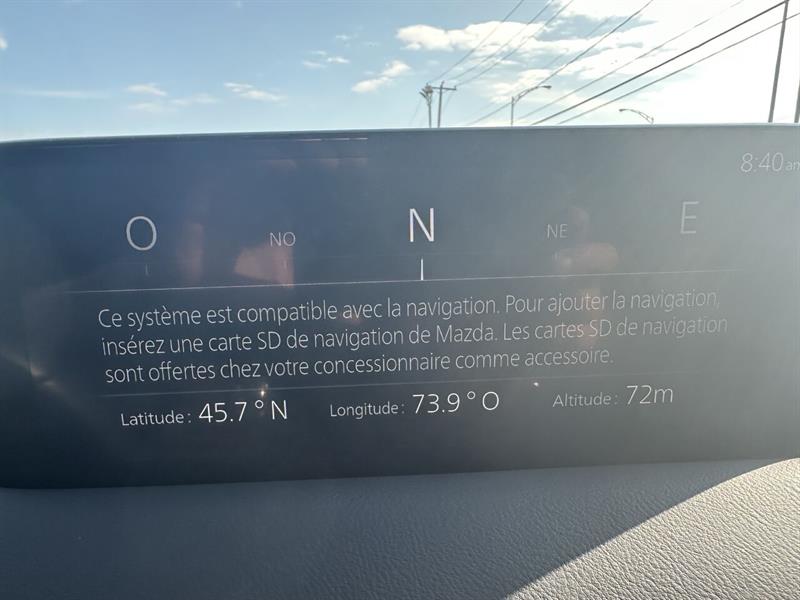 8:40 am
O NO N NE E
Ce système est compatible avec la navigation. Pour ajouter la navigation,
insérez une carte SD de navigation de Mazda. Les cartes SD de navigation
sont offertes chez votre concessionnaire comme accessoire.
Latitude: 45.7°N Longitude: 73.9°O Altitude: 72m